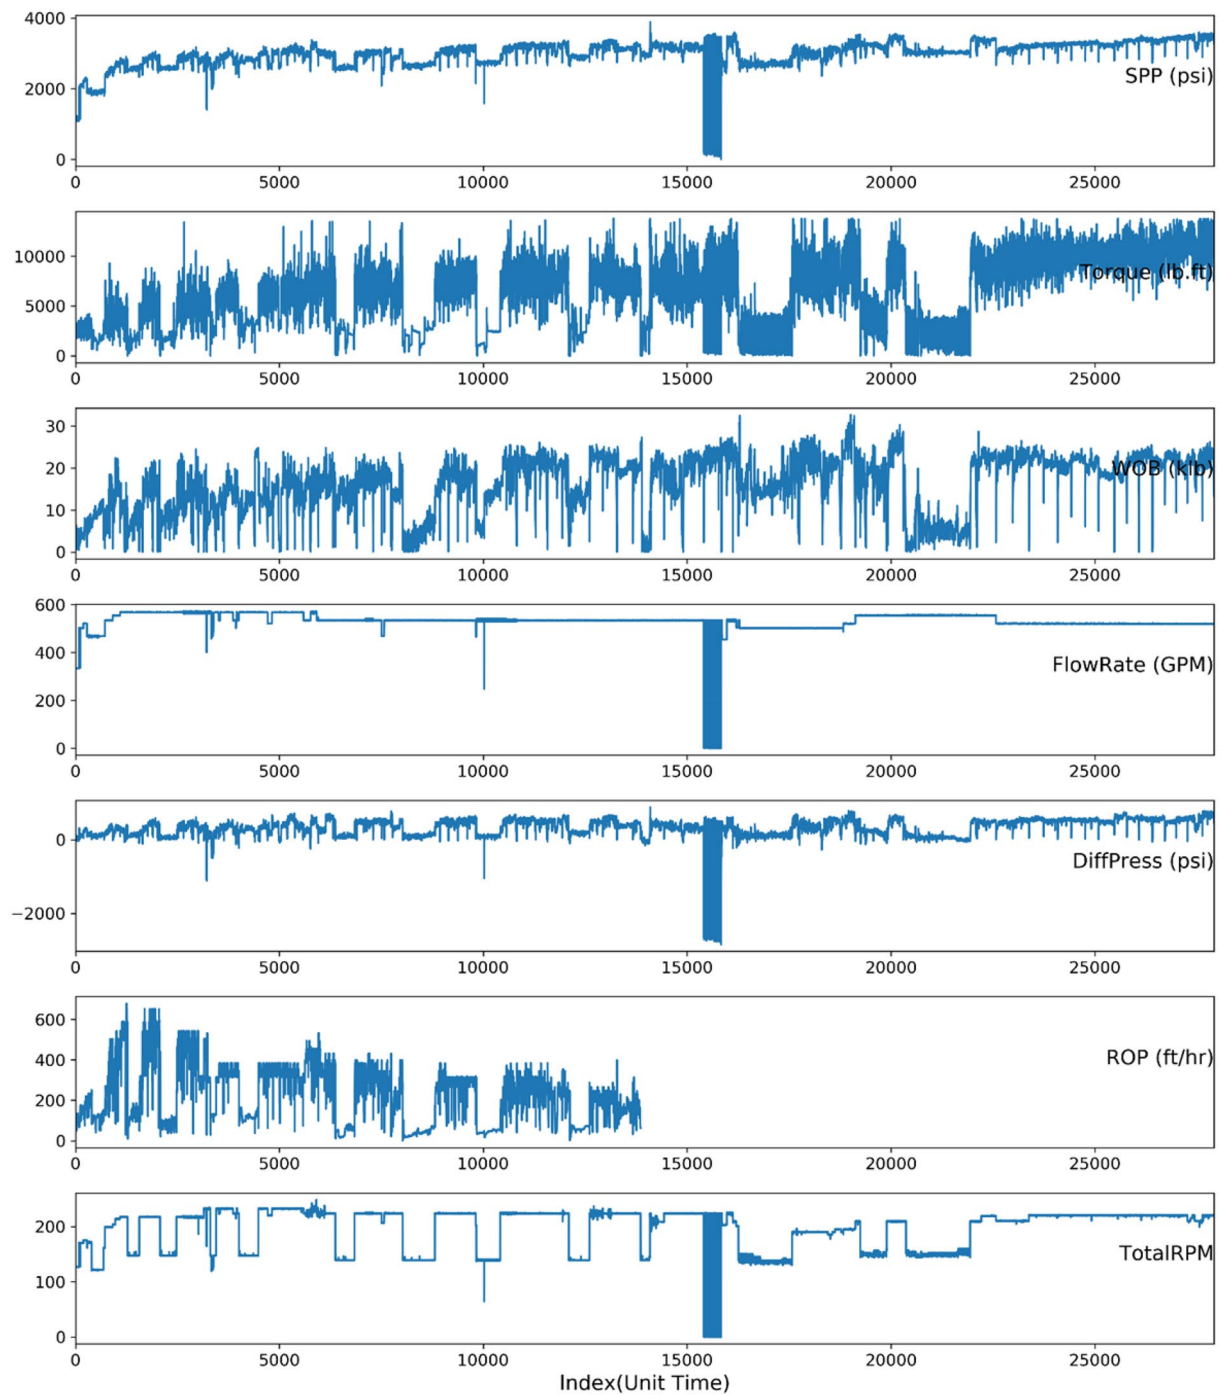 4000
2000
0
0 5000 10000 15000 20000 25000
SPP (psi)
10000
5000
0
0 5000 10000 15000 20000 25000
Torque (lb.ft)
30
20
10
0
0 5000 10000 15000 20000 25000
WOB (klb)
600
400
200
0
0 5000 10000 15000 20000 25000
FlowRate (GPM)
0
−2000
0 5000 10000 15000 20000 25000
DiffPress (psi)
600
400
200
0
0 5000 10000 15000 20000 25000
ROP (ft/hr)
200
100
0
0 5000 10000 15000 20000 25000
TotalRPM
Index(Unit Time)